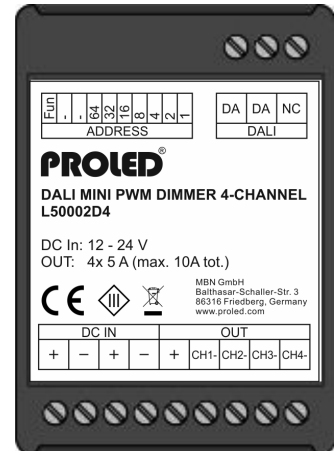 Fun - - 64 32 16 8 4 2 1
ADDRESS
DA DA NC
DALI
PROLED®
DALI MINI PWM DIMMER 4-CHANNEL
L50002D4
DC In: 12 - 24 V
OUT: 4x 5 A (max. 10A tot.)
CE III
MBN GmbH
Balthasar-Schaller-Str. 3
86316 Friedberg, Germany
www.proled.com
DC IN OUT
+ − + − + CH1- CH2- CH3- CH4-